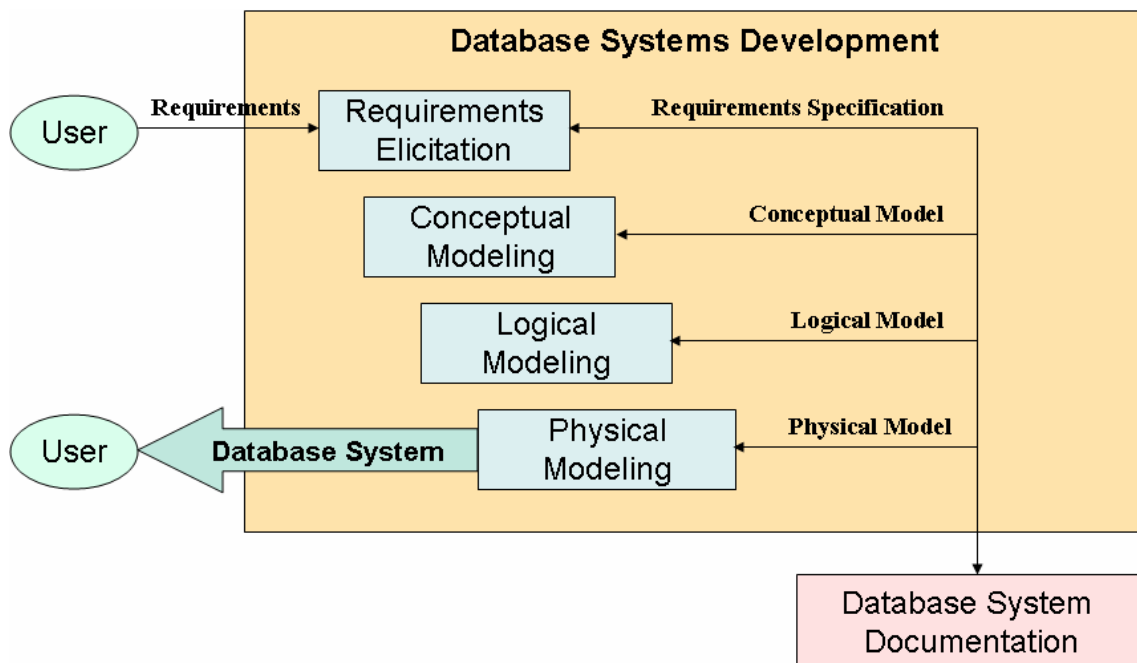 Database Systems Development
User
Requirements
Requirements
Elicitation
Requirements Specification
Conceptual
Modeling
Conceptual Model
Logical
Modeling
Logical Model
User
Database System
Physical
Modeling
Physical Model
Database System
Documentation